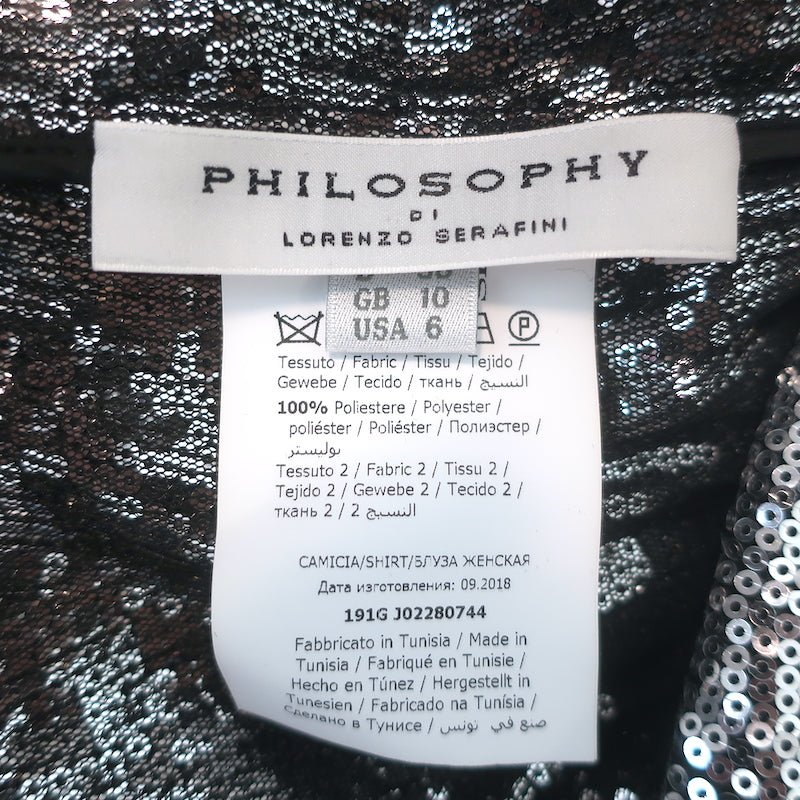 PHILOSOPHY
DI
LORENZO SERAFINI
GB 10
USA 6
P
Tessuto / Fabric / Tissu / Tejido /
Gewebe / Tecido / ткань / النسيج
100% Poliestere / Polyester /
poliéster / Poliéster / Полиэстер /
بوليستر
Tessuto 2 / Fabric 2 / Tissu 2 /
Tejido 2 / Gewebe 2 / Tecido 2 /
ткань 2 / النسيج 2
CAMICIA/SHIRT/БЛУЗА ЖЕНСКАЯ
Дата изготовления: 09.2018
191G J02280744
Fabbricato in Tunisia / Made in
Tunisia / Fabriqué en Tunisie /
Hecho en Túnez / Hergestellt in
Tunesien / Fabricado na Tunísia /
Сделано в Тунисе / صنع في تونس